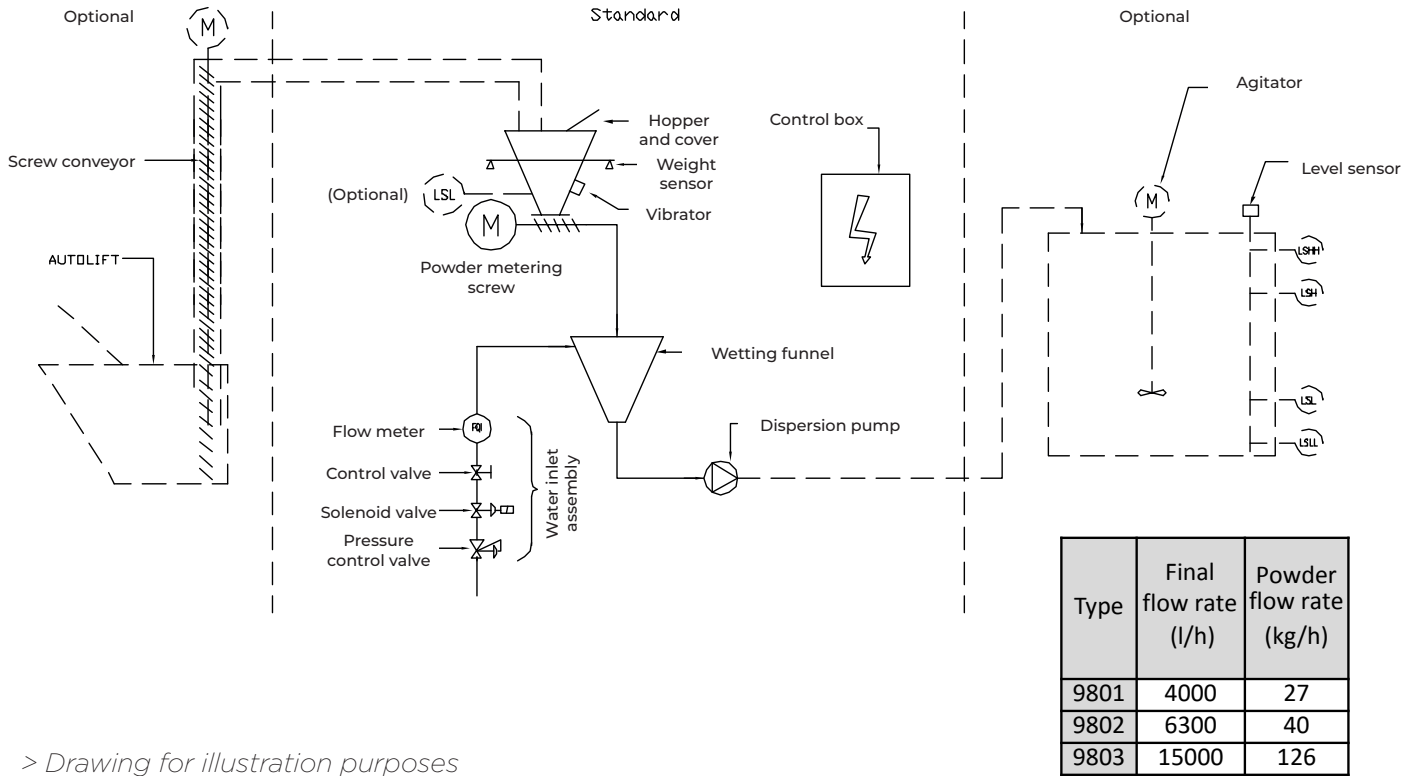 Optional
Standard
Optional
M
Screw conveyor
AUTOLIFT
Hopper
and cover
Weight
sensor
(Optional)
LSL
Vibrator
M
Powder metering
screw
Control box
Wetting funnel
Flow meter
FQI
Control valve
Solenoid valve
Pressure
control valve
Water inlet
assembly
Dispersion pump
Agitator
M
Level sensor
LSHH
LSH
LSL
LSLL
Type Final flow rate (l/h) Powder flow rate (kg/h)
9801 4000 27
9802 6300 40
9803 15000 126
> Drawing for illustration purposes